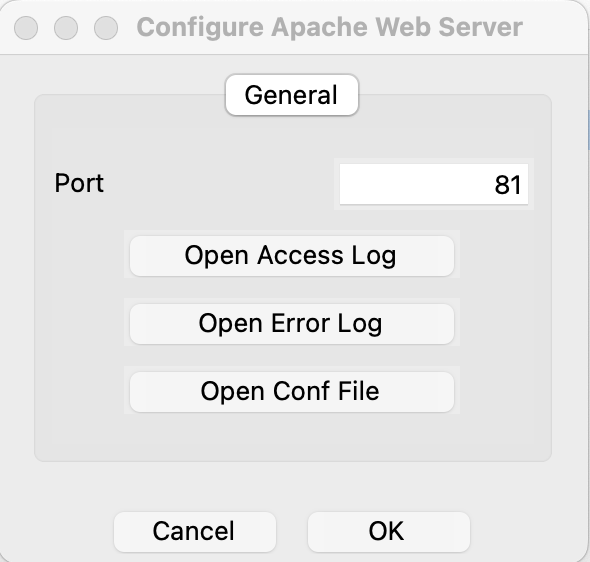 Configure Apache Web Server
General
Port 81
Open Access Log
Open Error Log
Open Conf File
Cancel OK